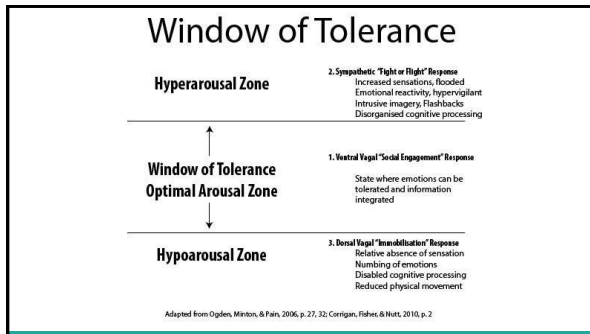 Window of Tolerance
Hyperarousal Zone
2. Sympathetic "Fight or Flight" Response
Increased sensations, flooded
Emotional reactivity, hypervigilant
Intrusive imagery, Flashbacks
Disorganised cognitive processing
Window of Tolerance
Optimal Arousal Zone
1. Ventral Vagal "Social Engagement" Response
State where emotions can be
tolerated and information
integrated
Hypoarousal Zone
3. Dorsal Vagal "Immobilisation" Response
Relative absence of sensation
Numbing of emotions
Disabled cognitive processing
Reduced physical movement
Adapted from Ogden, Minton, & Pain, 2006, p. 27, 32; Corrigan, Fisher, & Nutt, 2010, p. 2